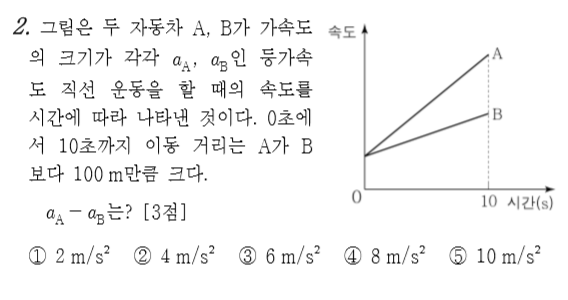 2. 그림은 두 자동차 A, B가 가속도
의 크기가 각각 aA, aB인 등가속
도 직선 운동을 할 때의 속도를
시간에 따라 나타낸 것이다. 0초에
서 10초까지 이동 거리는 A가 B
보다 100 m만큼 크다.
aA − aB는? [3점]
속도
A
B
0
10 시간(s)
① 2 m/s² ② 4 m/s² ③ 6 m/s² ④ 8 m/s² ⑤ 10 m/s²